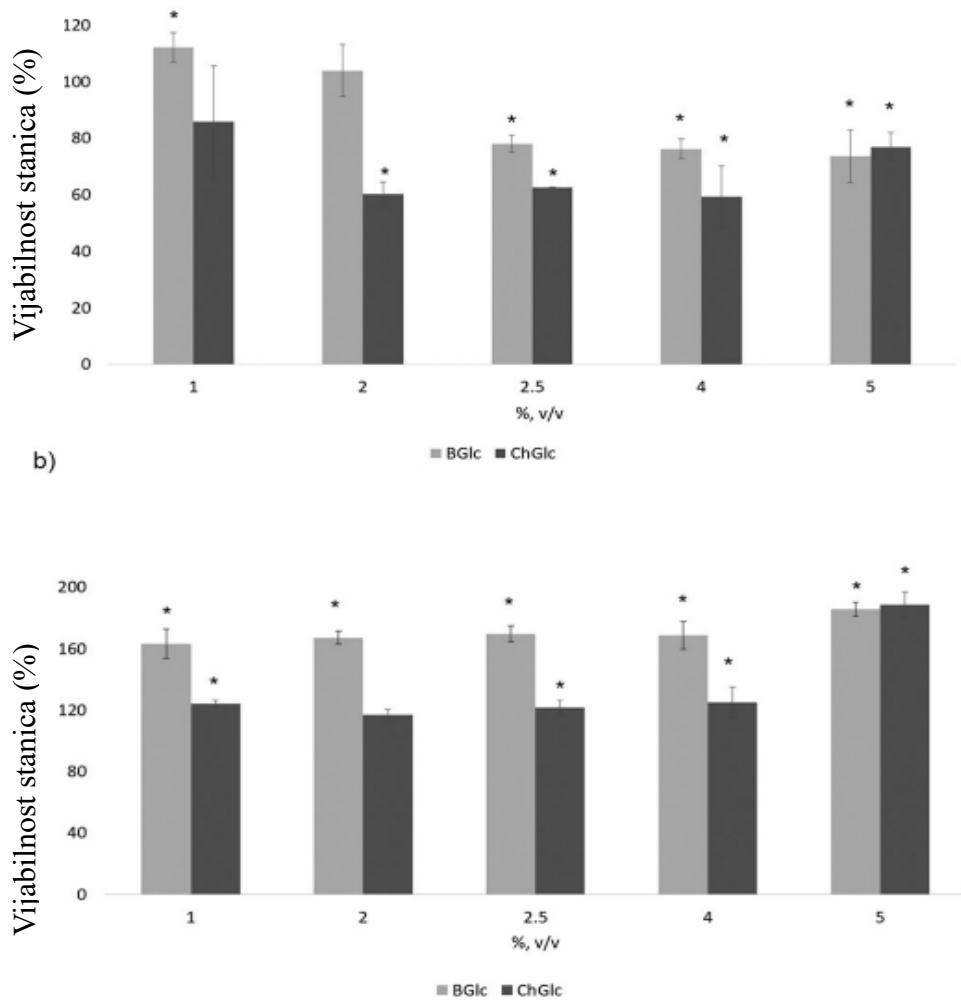 Vijabilnost stanica (%)
120
100
80
60
40
20
0
* * * * * * * *
1 2 2.5 4 5
%, v/v
BGlc ChGlc
b)
Vijabilnost stanica (%)
200
160
120
80
40
0
* * * * * * * * *
1 2 2.5 4 5
%, v/v
BGlc ChGlc